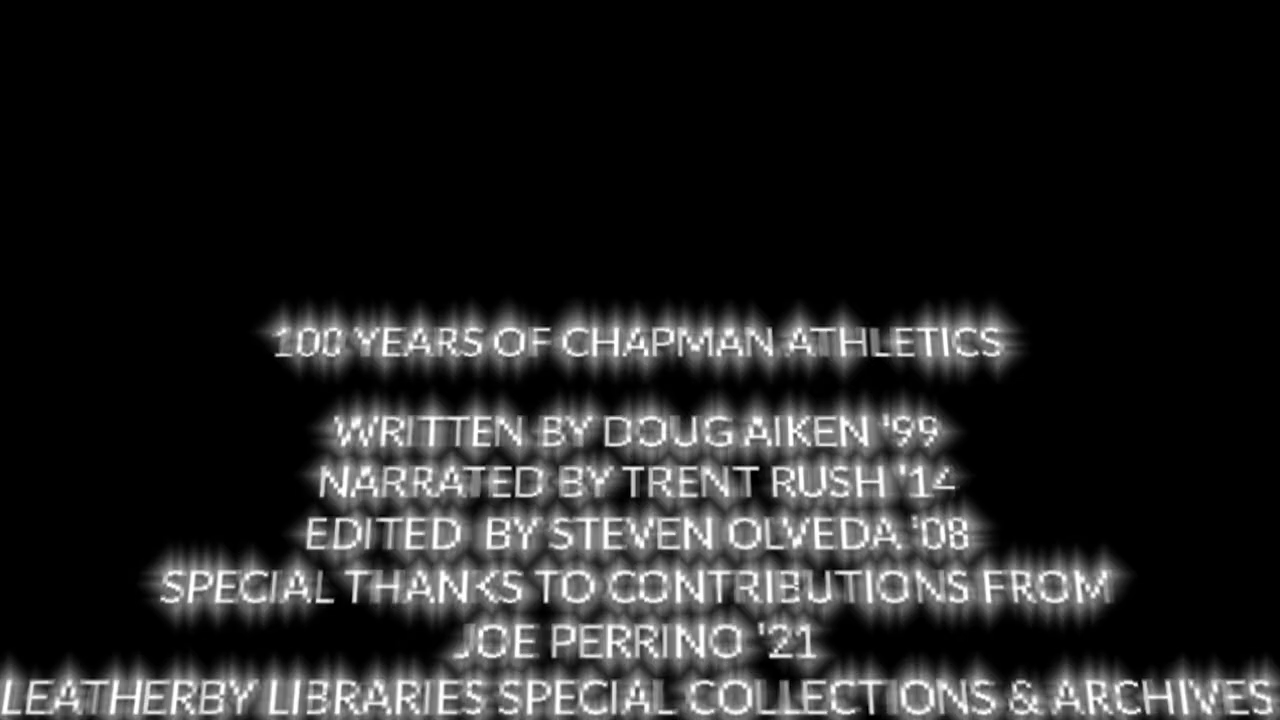 100 YEARS OF CHAPMAN ATHLETICS
WRITTEN BY DOUG AIKEN '99
NARRATED BY TRENT RUSH '14
EDITED BY STEVEN OLVEDA '08
SPECIAL THANKS TO CONTRIBUTIONS FROM
JOE PERRINO '21
LEATHERBY LIBRARIES SPECIAL COLLECTIONS & ARCHIVES